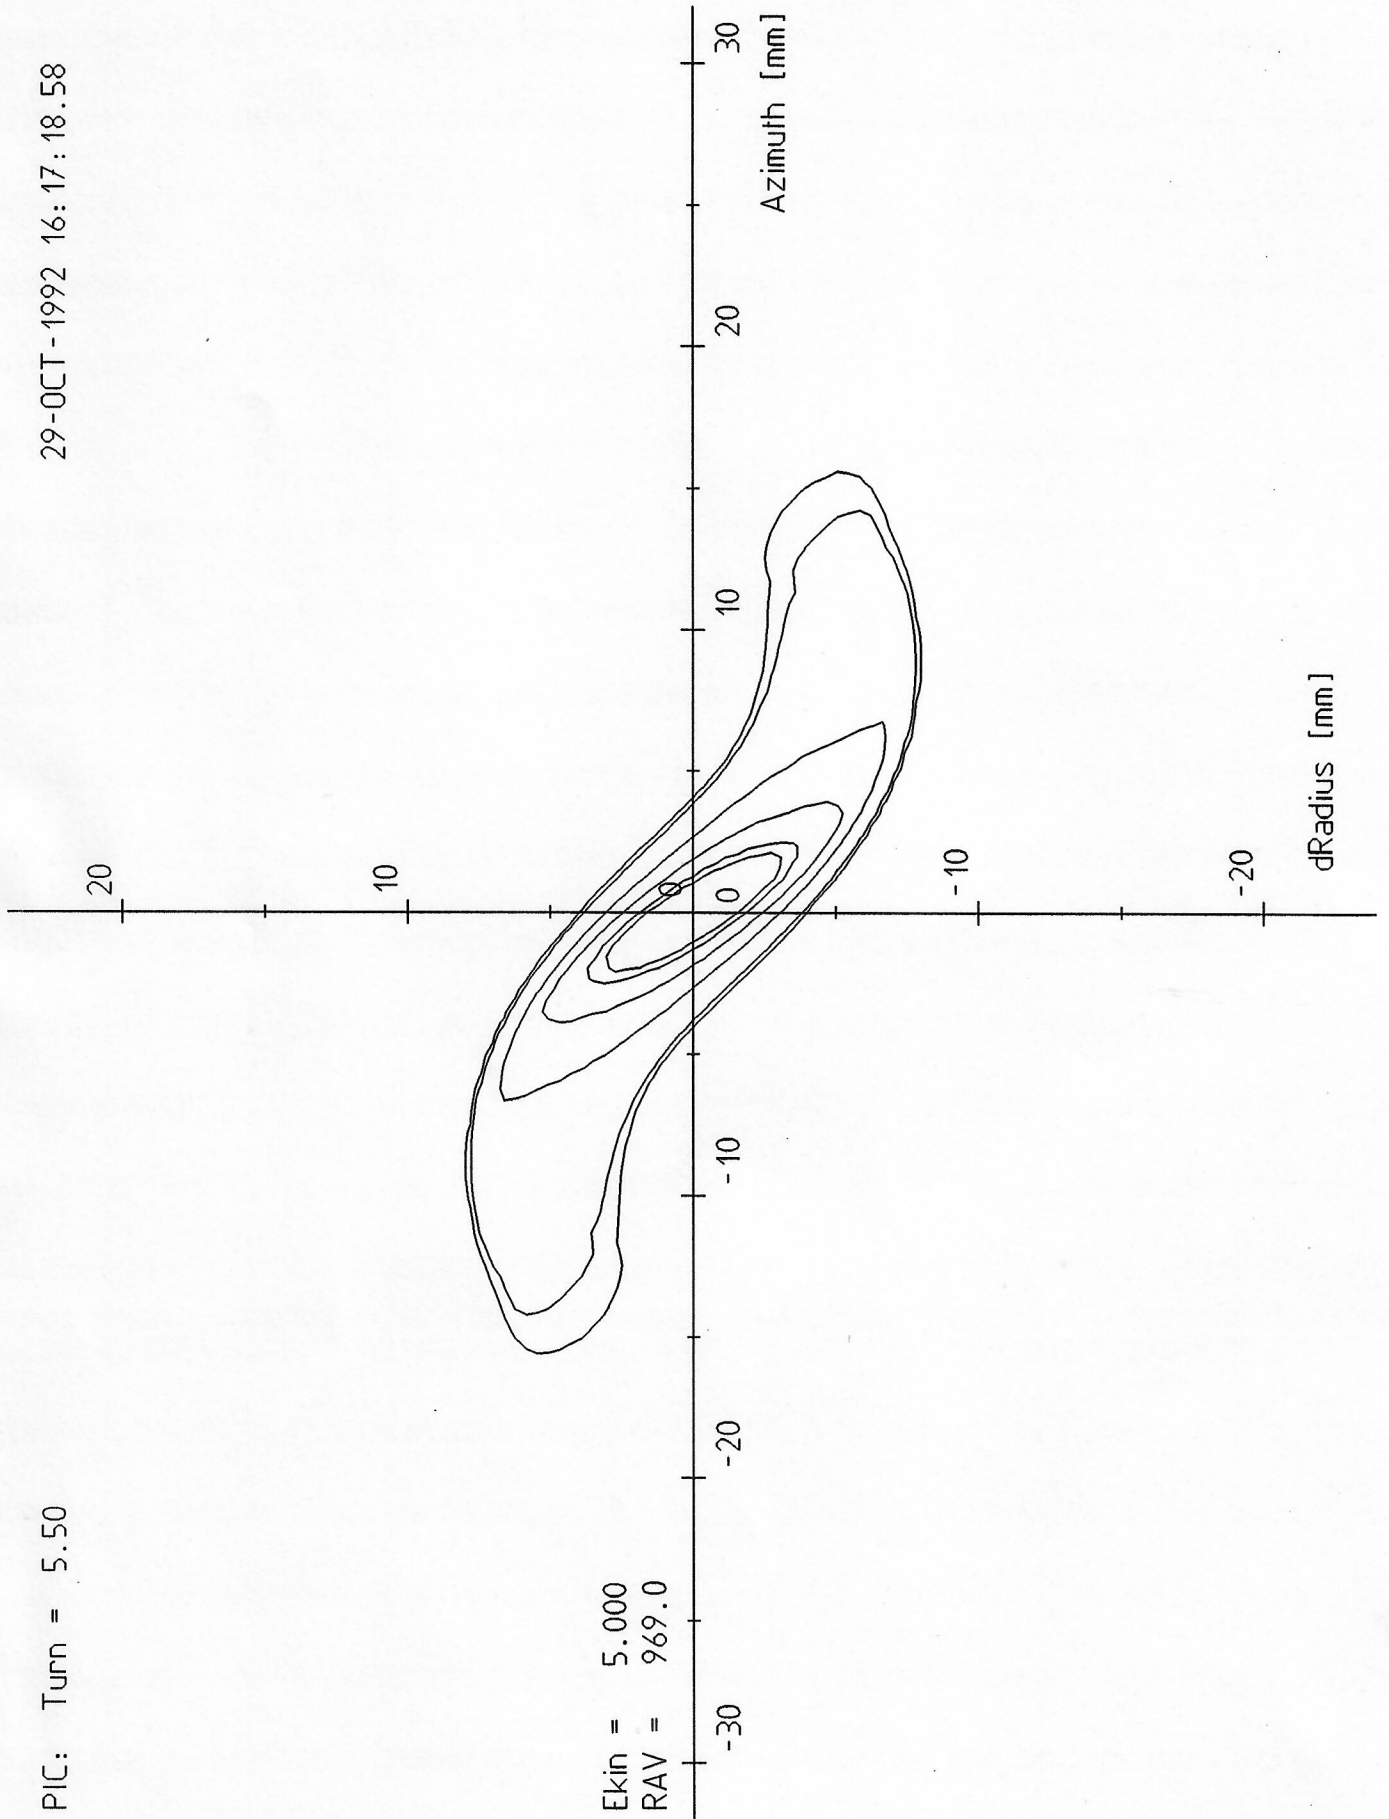 PIC: Turn = 5.50 29-OCT-1992 16:17:18.58
20
10
Ekin = 5.000
RAV = 969.0
-30 -20 -10 0 10 20 30
Azimuth [mm]
-10
-20
dRadius [mm]